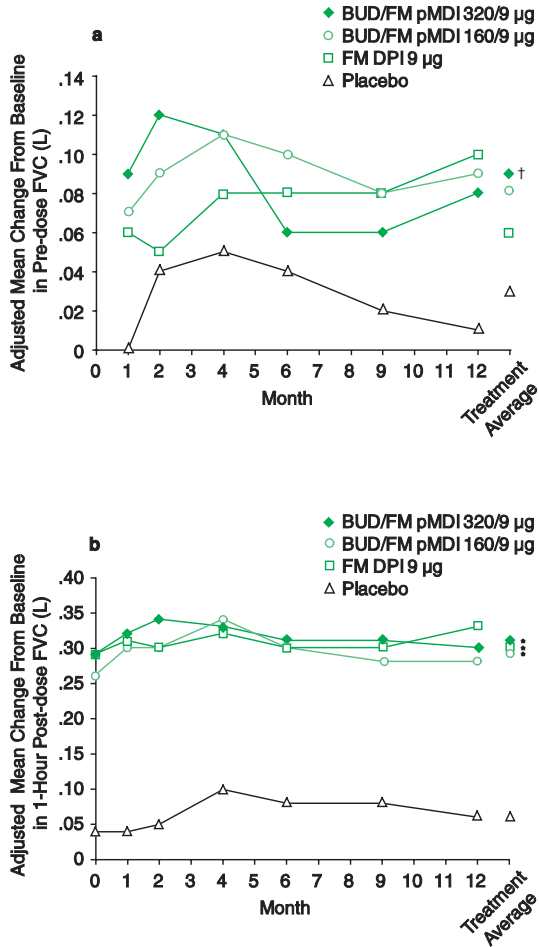 a
BUD/FM pMDI 320/9 µg
BUD/FM pMDI 160/9 µg
FM DPI 9 µg
Placebo
Adjusted Mean Change From Baseline
in Pre-dose FVC (L)
.14
.12
.10
.08
.06
.04
.02
0
†
0 1 2 3 4 5 6 7 8 9 10 11 12
Treatment
Average
Month
b
BUD/FM pMDI 320/9 µg
BUD/FM pMDI 160/9 µg
FM DPI 9 µg
Placebo
Adjusted Mean Change From Baseline
in 1-Hour Post-dose FVC (L)
.40
.35
.30
.25
.20
.15
.10
.05
0
*
*
*
0 1 2 3 4 5 6 7 8 9 10 11 12
Treatment
Average
Month